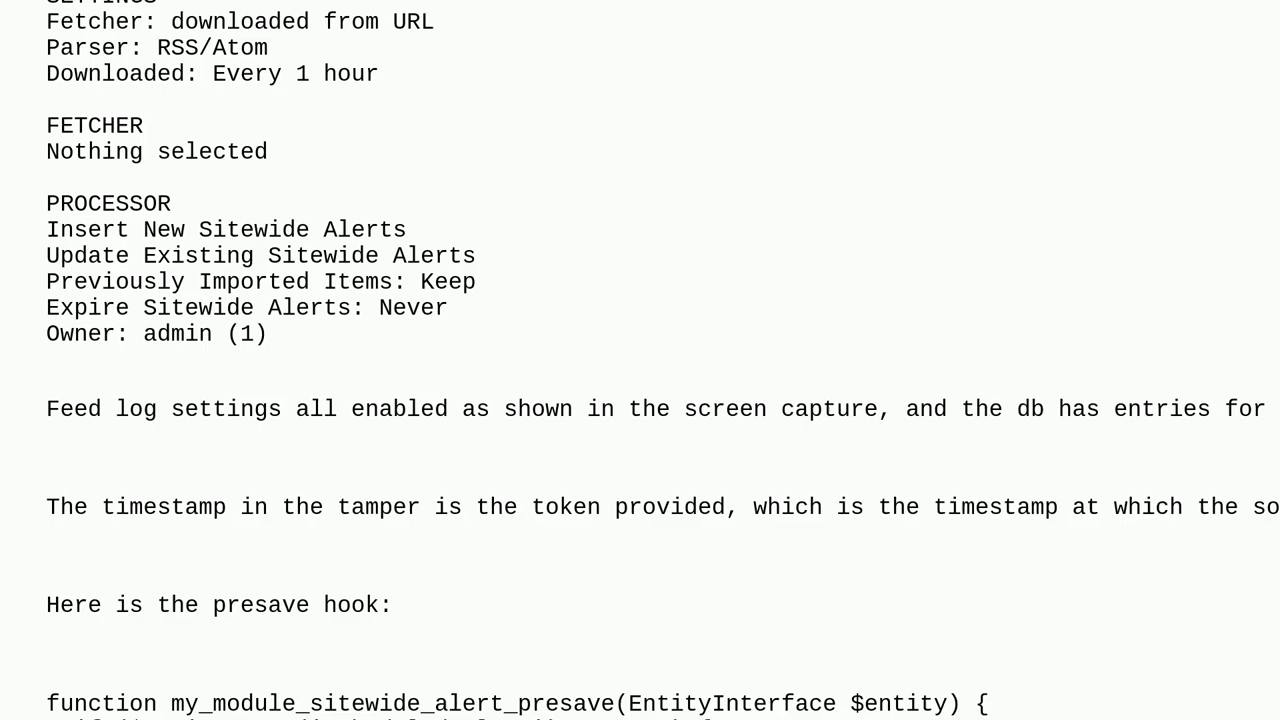 SETTINGS
Fetcher: downloaded from URL
Parser: RSS/Atom
Downloaded: Every 1 hour
FETCHER
Nothing selected
PROCESSOR
Insert New Sitewide Alerts
Update Existing Sitewide Alerts
Previously Imported Items: Keep
Expire Sitewide Alerts: Never
Owner: admin (1)
Feed log settings all enabled as shown in the screen capture, and the db has entries for
The timestamp in the tamper is the token provided, which is the timestamp at which the so
Here is the presave hook:
function my_module_sitewide_alert_presave(EntityInterface $entity) {